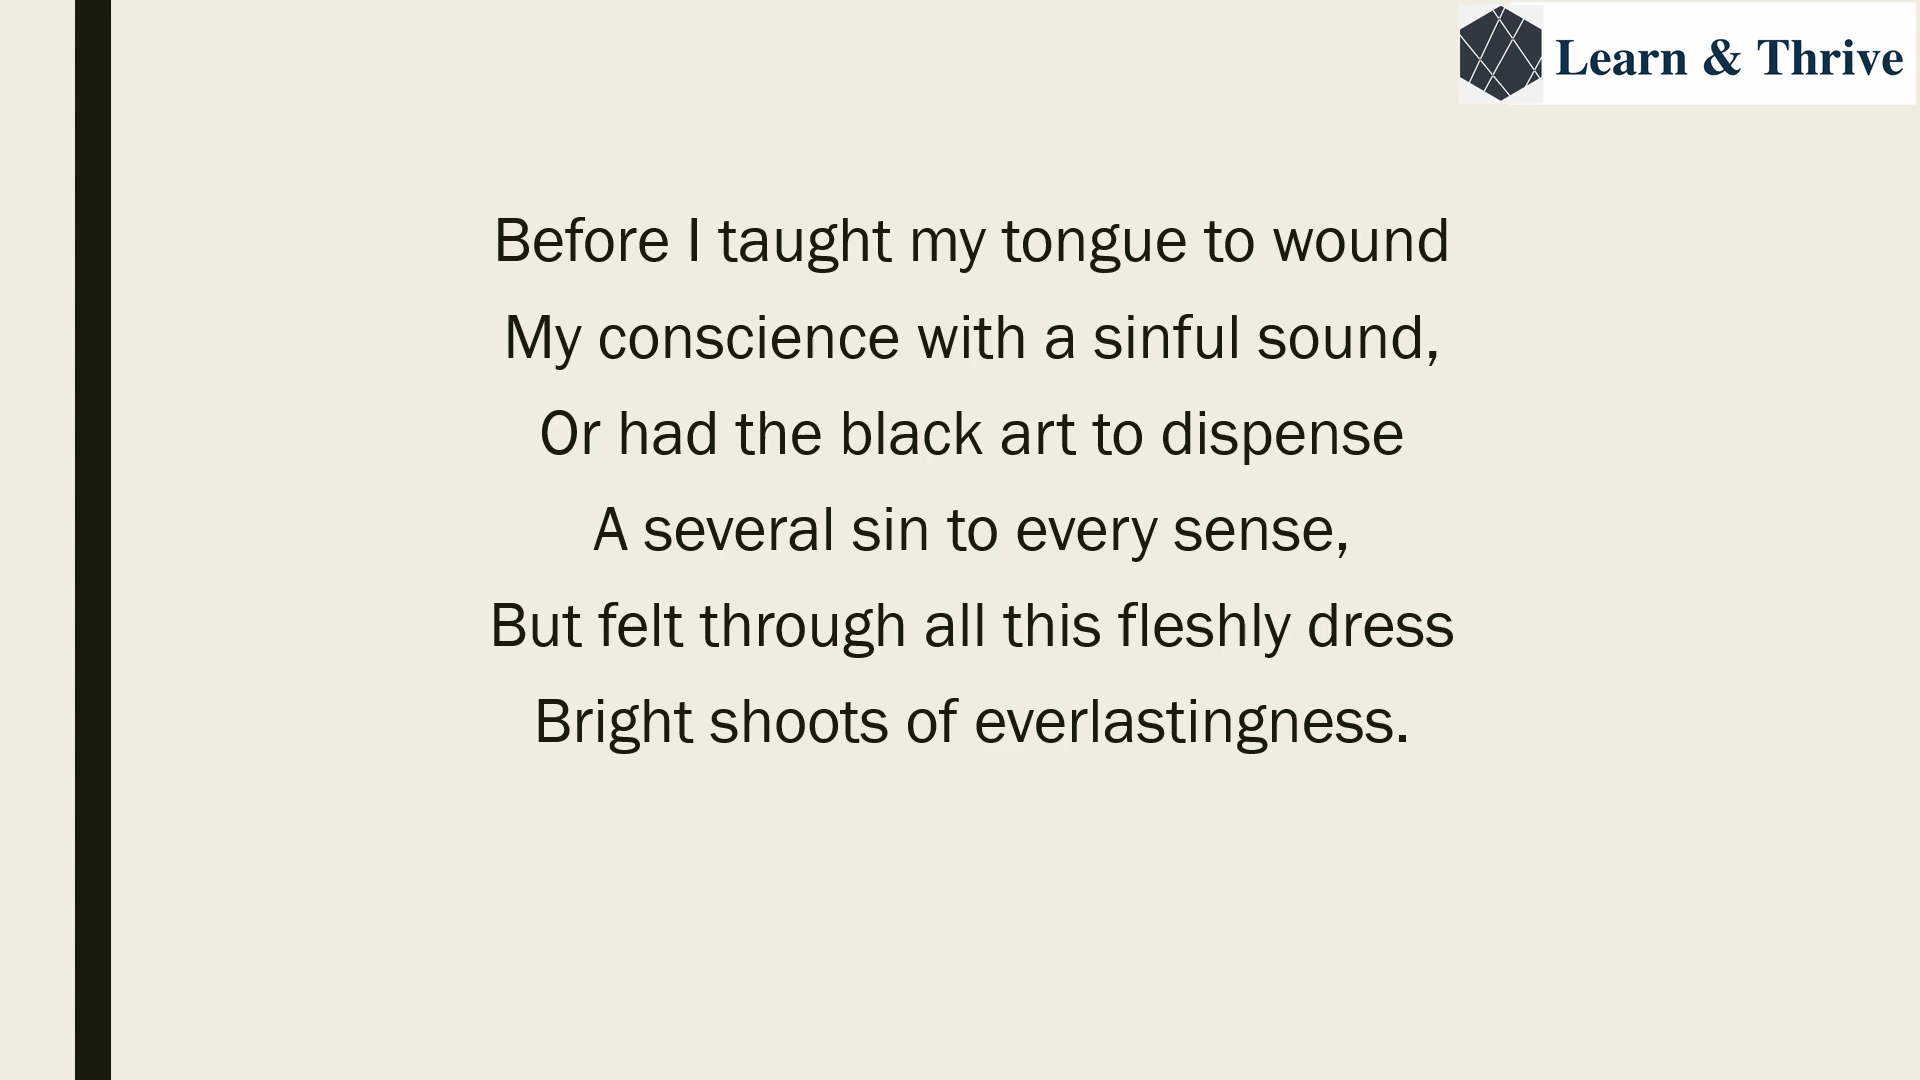 Learn & Thrive
Before I taught my tongue to wound
My conscience with a sinful sound,
Or had the black art to dispense
A several sin to every sense,
But felt through all this fleshly dress
Bright shoots of everlastingness.